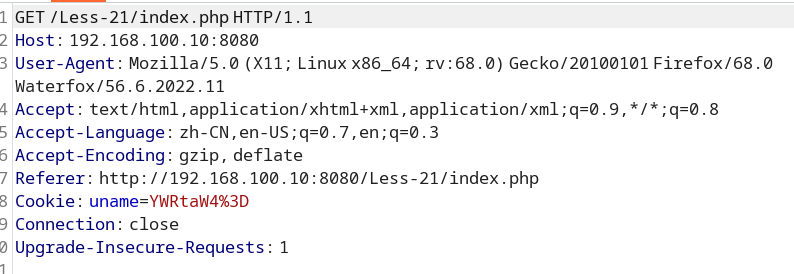 1 GET /Less-21/index.php HTTP/1.1
2 Host: 192.168.100.10:8080
3 User-Agent: Mozilla/5.0 (X11; Linux x86_64; rv:68.0) Gecko/20100101 Firefox/68.0
Waterfox/56.6.2022.11
4 Accept: text/html,application/xhtml+xml,application/xml;q=0.9,*/*;q=0.8
5 Accept-Language: zh-CN,en-US;q=0.7,en;q=0.3
6 Accept-Encoding: gzip, deflate
7 Referer: http://192.168.100.10:8080/Less-21/index.php
8 Cookie: uname=YWRtaW4%3D
9 Connection: close
0 Upgrade-Insecure-Requests: 1
1